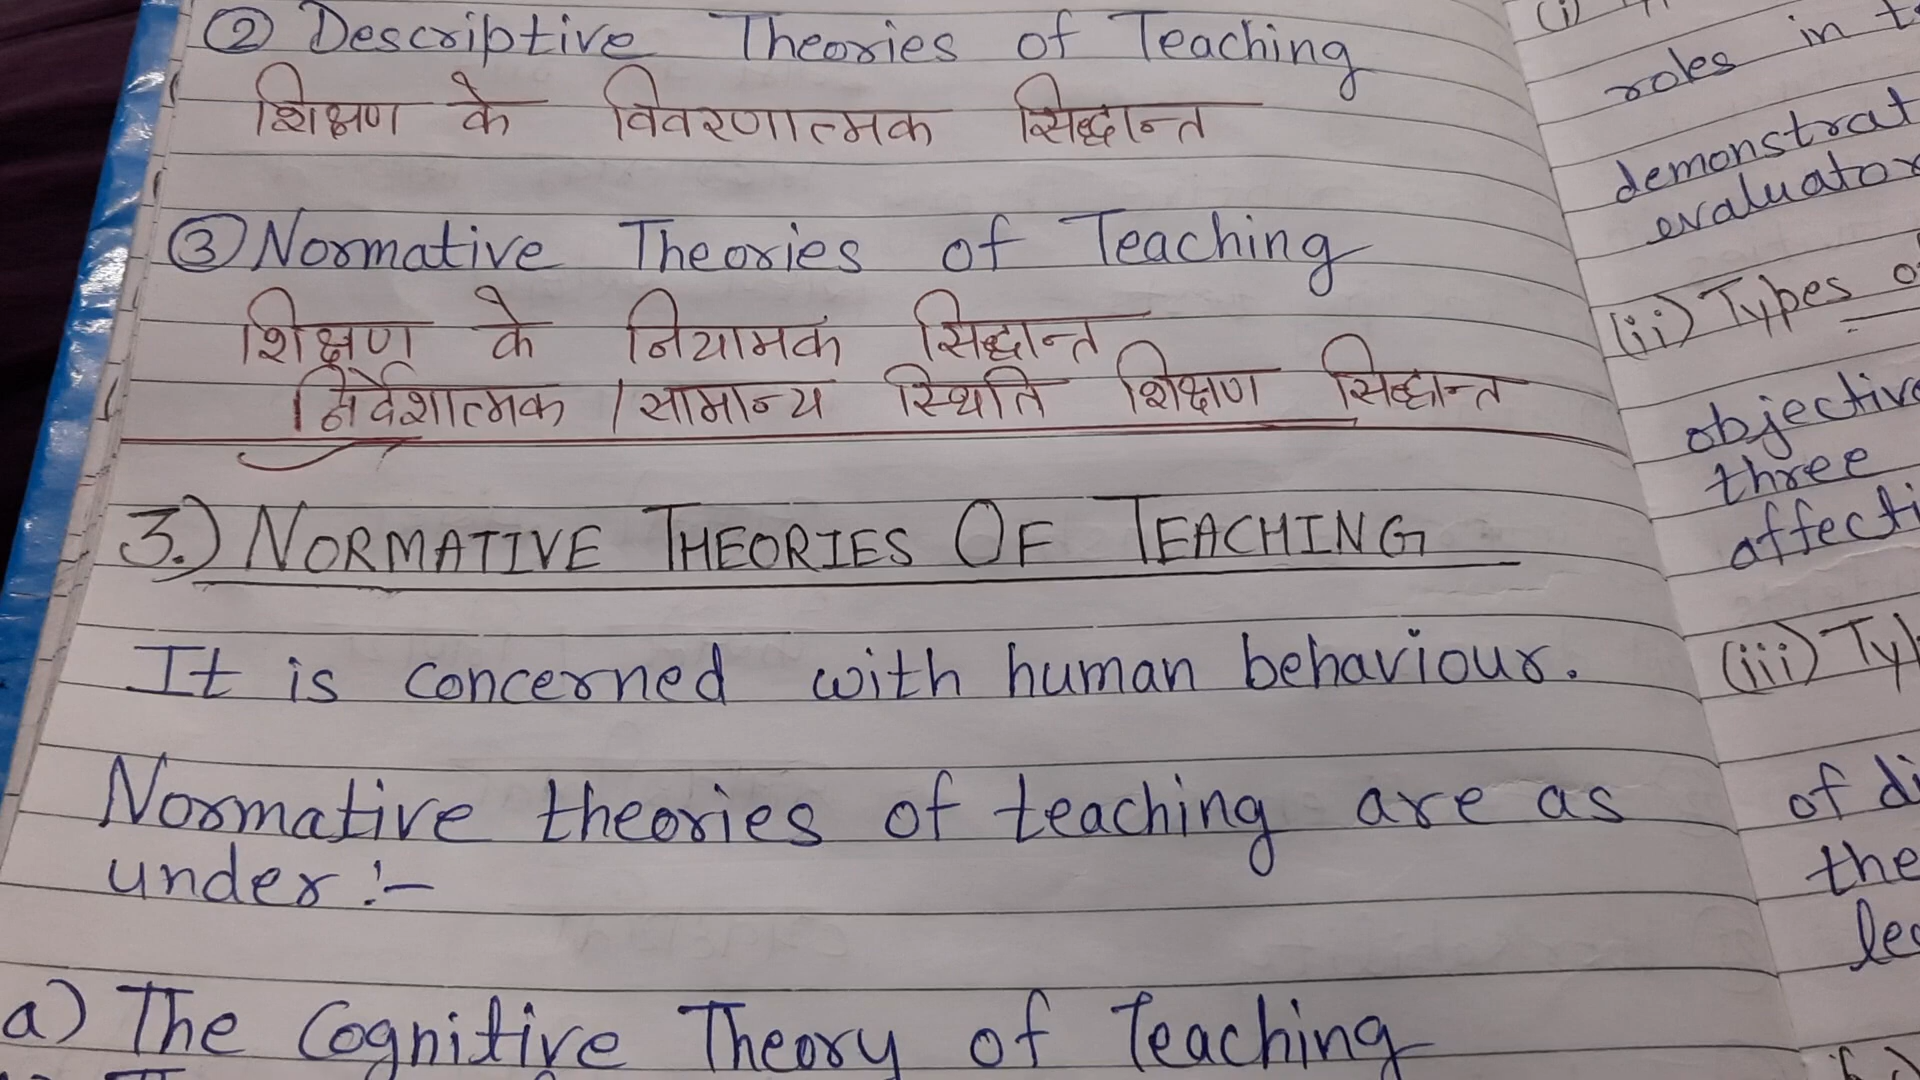 ② Descriptive Theories of Teaching
शिक्षण के विवरणात्मक सिद्धान्त
③ Normative Theories of Teaching
शिक्षण के नियामक सिद्धान्त
निर्देशात्मक / सामान्य स्थिति शिक्षण सिद्धान्त
3.) NORMATIVE THEORIES OF TEACHING
It is concerned with human behaviour.
Normative theories of teaching are as
under :-
a) The Cognitive Theory of Teaching
(i)
roles in
demonstrat
evaluator
(ii) Types
objective
three
affecti
(iii) Ty
of di
the